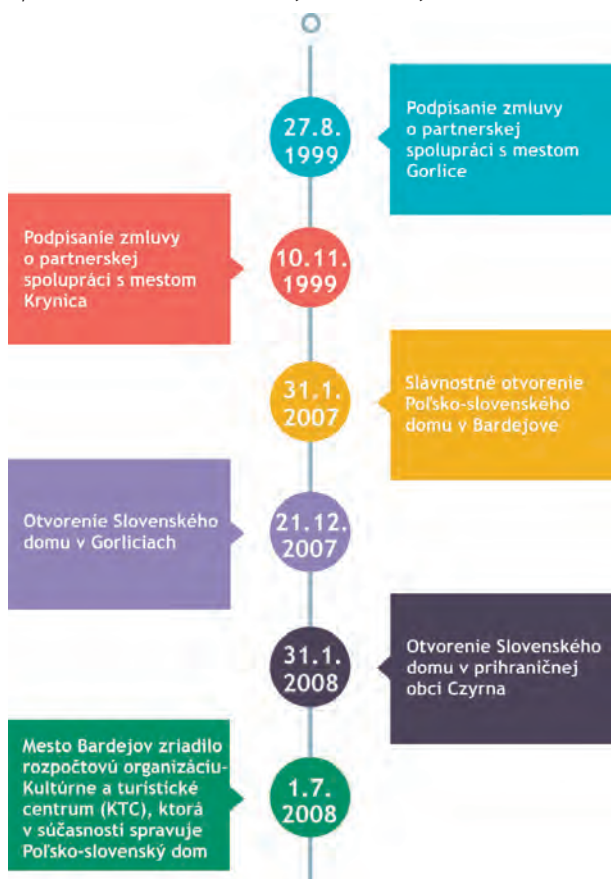 27.8.
1999
Podpísanie zmluvy
o partnerskej
spolupráci s mestom
Gorlice
Podpísanie zmluvy
o partnerskej
spolupráci s mestom
Krynica
10.11.
1999
31.1.
2007
Slávnostné otvorenie
Poľsko-slovenského
domu v Bardejove
Otvorenie Slovenského
domu v Gorliciach
21.12.
2007
31.1.
2008
Otvorenie Slovenského
domu v prihraničnej
obci Czyrna
Mesto Bardejov zriadilo
rozpočtovú organizáciu-
Kultúrne a turistické
centrum (KTC), ktorá
v súčasnosti spravuje
Poľsko-slovenský dom
1.7.
2008